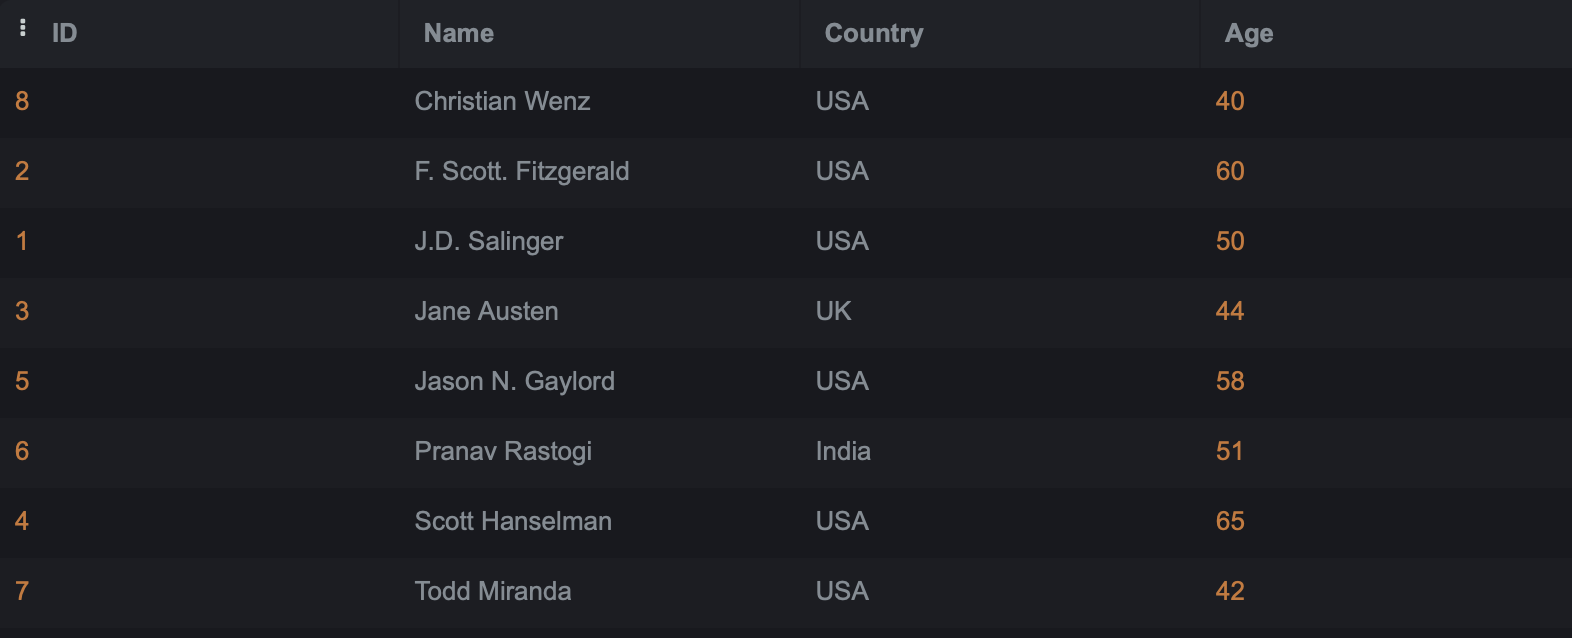 ID Name Country Age
8 Christian Wenz USA 40
2 F. Scott. Fitzgerald USA 60
1 J.D. Salinger USA 50
3 Jane Austen UK 44
5 Jason N. Gaylord USA 58
6 Pranav Rastogi India 51
4 Scott Hanselman USA 65
7 Todd Miranda USA 42